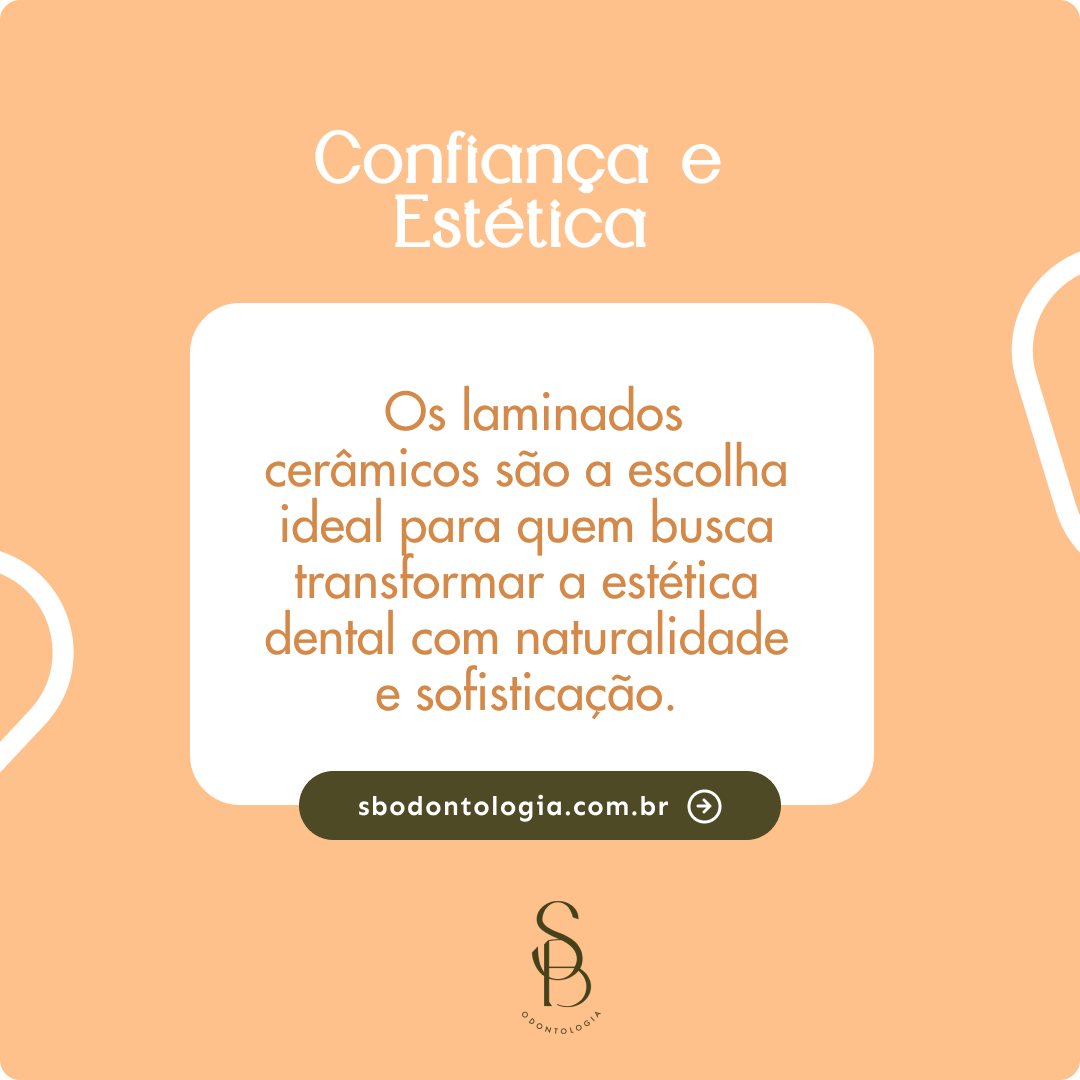 Confiança e
Estética
Os laminados
cerâmicos são a escolha
ideal para quem busca
transformar a estética
dental com naturalidade
e sofisticação.
sbodontologia.com.br
SB
ODONTOLOGIA